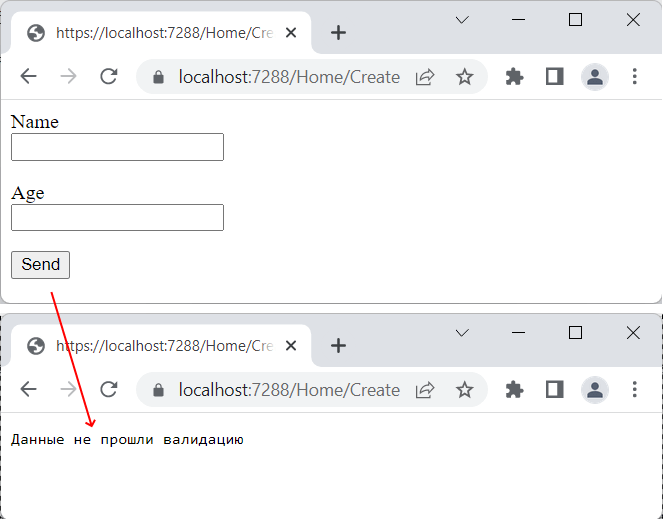 https://localhost:7288/Home/Cre
localhost:7288/Home/Create
Name
Age
Send
https://localhost:7288/Home/Cre
localhost:7288/Home/Create
Данные не прошли валидацию